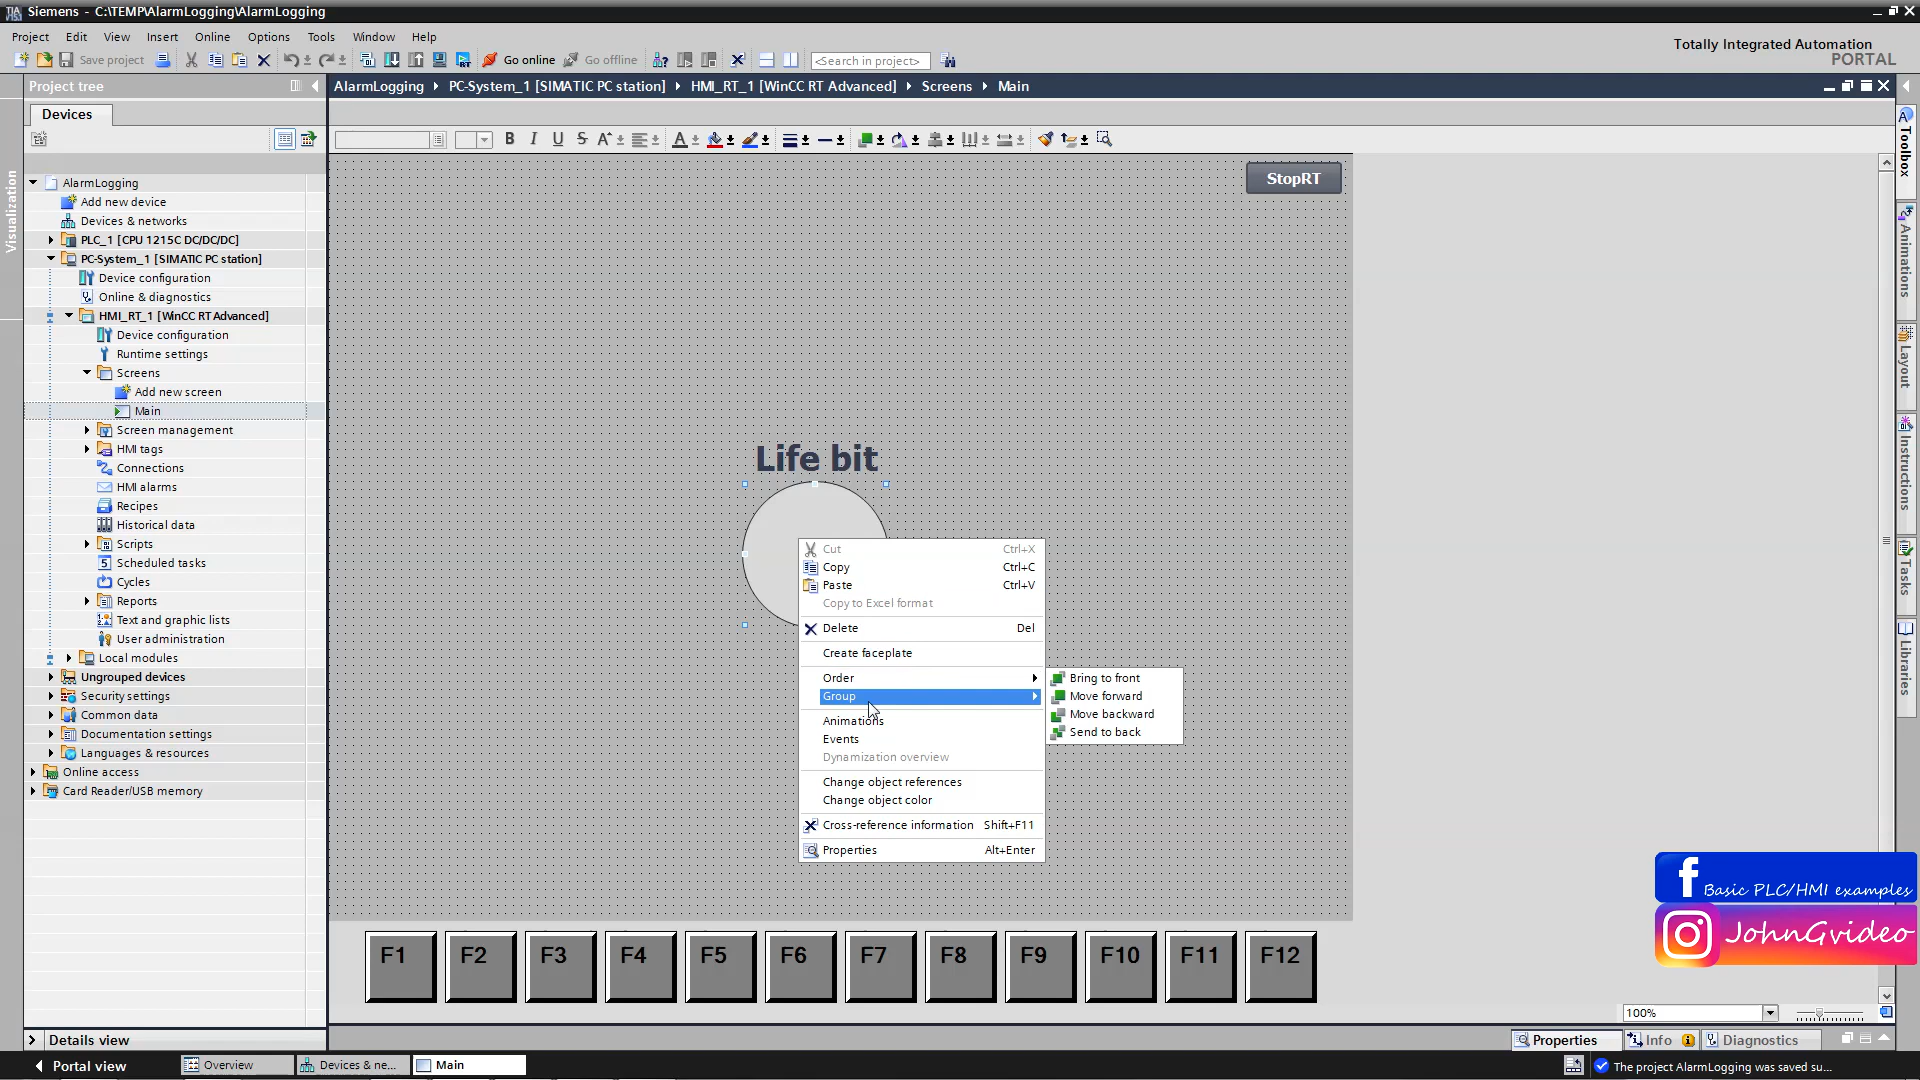 Siemens - C:\TEMP\AlarmLogging\AlarmLogging
Project Edit View Insert Online Options Tools Window Help
Totally Integrated Automation
PORTAL
Save project Go online Go offline <Search in project>
Project tree
AlarmLogging PC-System_1 [SIMATIC PC station] HMI_RT_1 [WinCC RT Advanced] Screens Main
Devices
B I U S A A
Visualization
AlarmLogging
Add new device
Devices & networks
PLC_1 [CPU 1215C DC/DC/DC]
PC-System_1 [SIMATIC PC station]
Device configuration
Online & diagnostics
HMI_RT_1 [WinCC RT Advanced]
Device configuration
Runtime settings
Screens
Add new screen
Main
Screen management
HMI tags
Connections
HMI alarms
Recipes
Historical data
Scripts
Scheduled tasks
Cycles
Reports
Text and graphic lists
User administration
Local modules
Ungrouped devices
Security settings
Common data
Documentation settings
Languages & resources
Online access
Card Reader/USB memory
Details view
StopRT
Life bit
Cut Ctrl+X
Copy Ctrl+C
Paste Ctrl+V
Copy to Excel format
Delete Del
Create faceplate
Order
Group
Animations
Events
Dynamization overview
Change object references
Change object color
Cross-reference information Shift+F11
Properties Alt+Enter
Bring to front
Move forward
Move backward
Send to back
F1 F2 F3 F4 F5 F6 F7 F8 F9 F10 F11 F12
Toolbox
Animations
Layout
Instructions
Tasks
Libraries
f Basic PLC/HMI examples
JohnGvideo
100%
Properties Info Diagnostics
Portal view Overview Devices & ne... Main The project AlarmLogging was saved su...